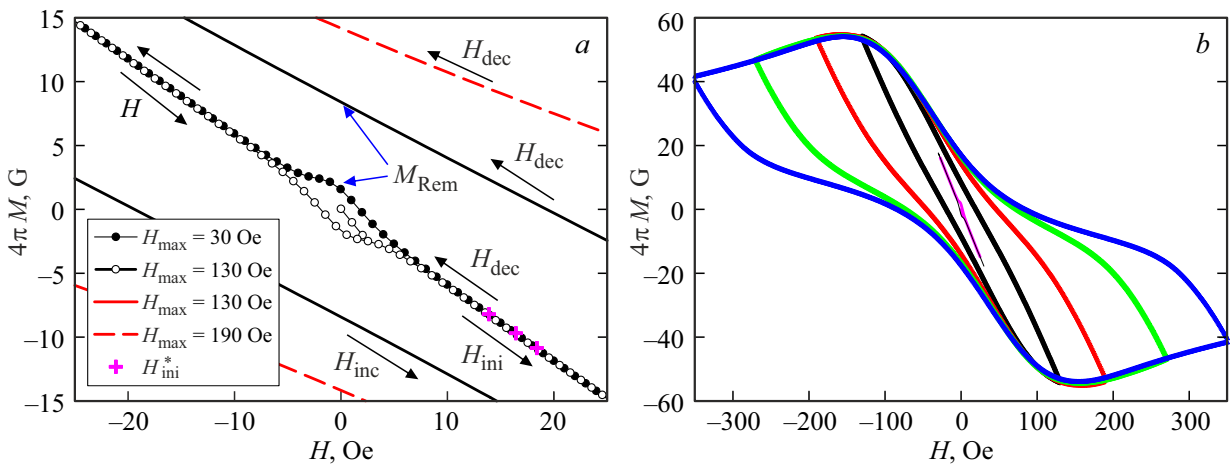 15
10
5
0
–5
–10
–15
4π M, G
a
H_dec
H
H_dec
M_Rem
H_dec
H_max = 30 Oe
H_max = 130 Oe
H_max = 130 Oe
H_max = 190 Oe
H*_ini
H_inc
H_ini
–20
–10
0
10
20
H, Oe
60
40
20
0
–20
–40
–60
4π M, G
b
–300
–200
–100
0
100
200
300
H, Oe